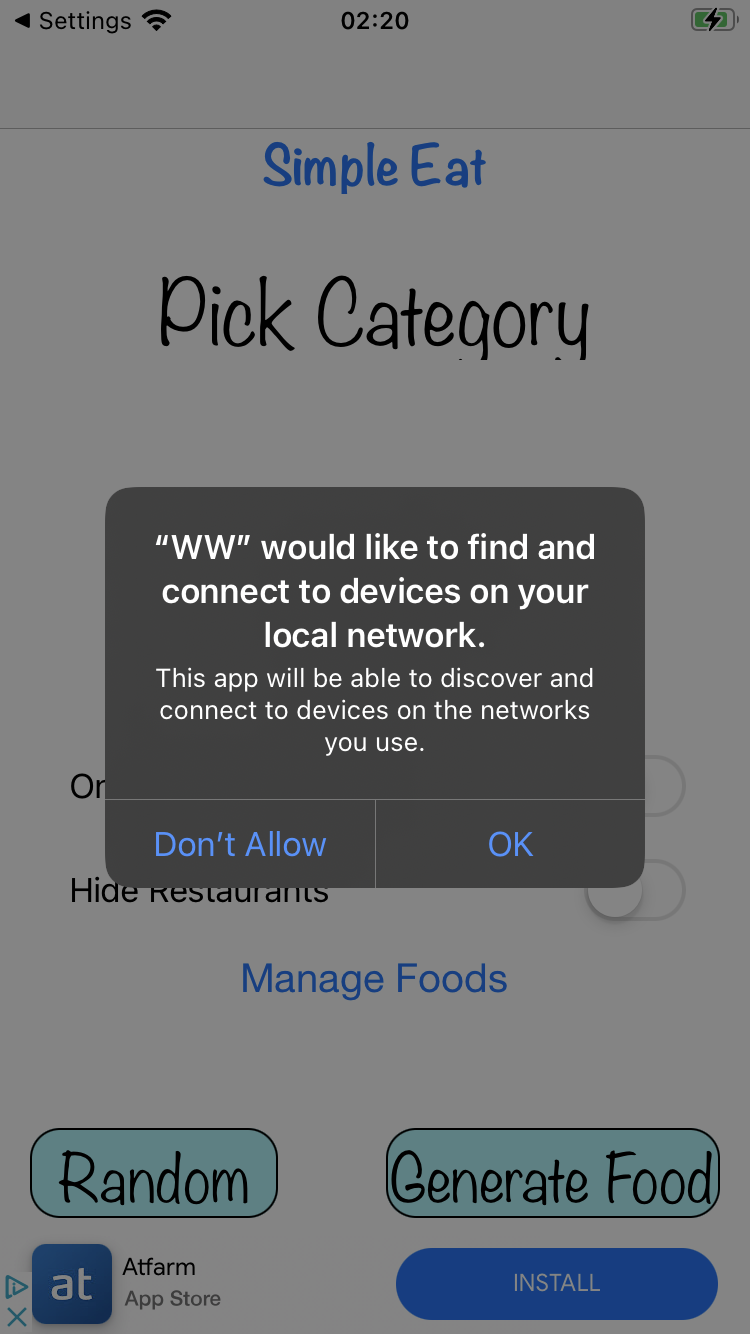 Settings
02:20
Simple Eat
Pick Category
“WW” would like to find and
connect to devices on your
local network.
This app will be able to discover and
connect to devices on the networks
you use.
Don’t Allow
OK
Hide Restaurants
Manage Foods
Random
Generate Food
at
Atfarm
App Store
INSTALL